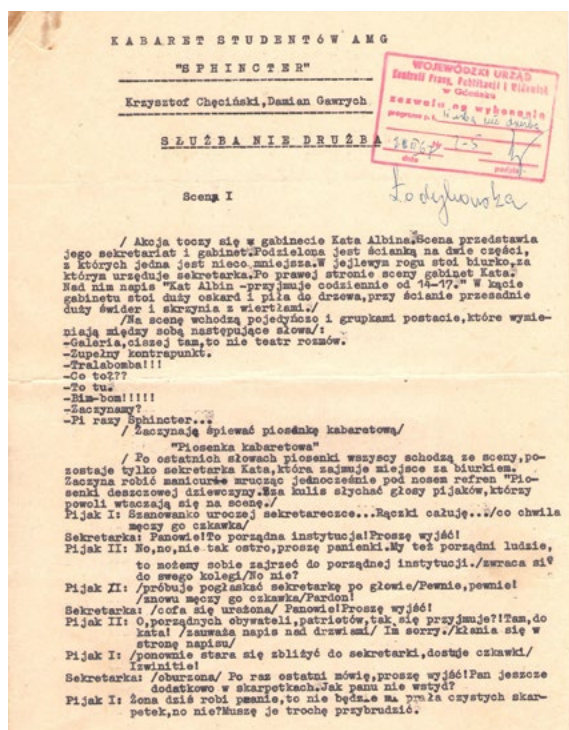 KABARET STUDENTÓW AMG
"SPHINCTER"
Krzysztof Chęciński,Damian Gawrych
SŁUŻBA NIE DRUŻBA
WOJEWÓDZKI URZĄD
Kontroli Prasy, Publikacji i Widowisk
w Gdańsku
zezwala na wykonanie
programu p.t. Służba nie drużba
Nr I-5
data
podpis
Scena I
/ Akcja toczy się w gabinecie Kata Albina.Scena przedstawia
jego sekretariat i gabinet.Podzielona jest ścianką na dwie części,
z których jedna jest nieco mniejsza.W jejlewym rogu stoi biurko,za
którym urzęduje sekretarka.Po prawej stronie sceny gabinet Kata.
Nad nim napis "Kat Albin -przyjmuje codziennie od 14-17." W kącie
gabinetu stoi duży oskard i piła do drzewa,przy ścianie przesadnie
duży świder i skrzynia z wiertłami./
/Na scenę wchodzą pojedyńczo i grupkami postacie,które wymie-
niają między sobą następujące słowa/:
-Galeria,ciszej tam,to nie teatr rozmów.
-Zupełny kontrapunkt.
-Tralabomba!!!
-Co to???
-To tu.
-Bim-bom!!!!!
-Zaczynamy?
-Pi razy Sphincter...
/ Zaczynają śpiewać piosénkę kabaretową/
"Piosenka kabaretowa"
/ Po ostatnich słowach piosenki wszyscy schodzą ze sceny,po-
zostaje tylko sekretarka Kata,która zajmuje miejsce za biurkiem.
Zaczyna robić manicurie mrucząc jednocześnie pod nosem refren "Pio-
senki deszczowej dziewczyny.Zza kulis słychać głosy pijaków,którzy
powoli wtaczają się na scenę./
Pijak I: Szanowanko uroczej sekretareczce...Rączki całuję.../co chwila
męczy go czkawka/
Sekretarka: Panowie!To porządna instytucja!Proszę wyjść!
Pijak II: No,no,nie tak ostro,proszę panienki.My też porządni ludzie,
to możemy sobie zajrzeć do porządnej instytucji./zwraca się
do swego kolegi/No nie?
Pijak II: /próbuje pogłaskać sekretarkę po głowie/Pewnie,pewnie!
/znowu męczy go czkawka/Pardon!
Sekretarka: /cofa się urażona/ Panowie!Proszę wyjść!
Pijak II: O,porządnych obywateli,patriotów,tak się przyjmuje?!Tam,do
kata! /zauważa napis nad drzwiami/ Im sorry./kłania się w
stronę napisu/
Pijak I: /ponownie stara się zbliżyć do sekretarki,dostaje czkawki/
Izwinitie!
Sekretarka: /oburzona/ Po raz ostatni mówię,proszę wyjść!Pan jeszcze
dodatkowo w skarpetkach.Jak panu nie wstyd?
Pijak I: Żona dziś robi pranie,to nie będzie ma prała czystych skar-
petek,no nie?Muszę je trochę przybrudzić.